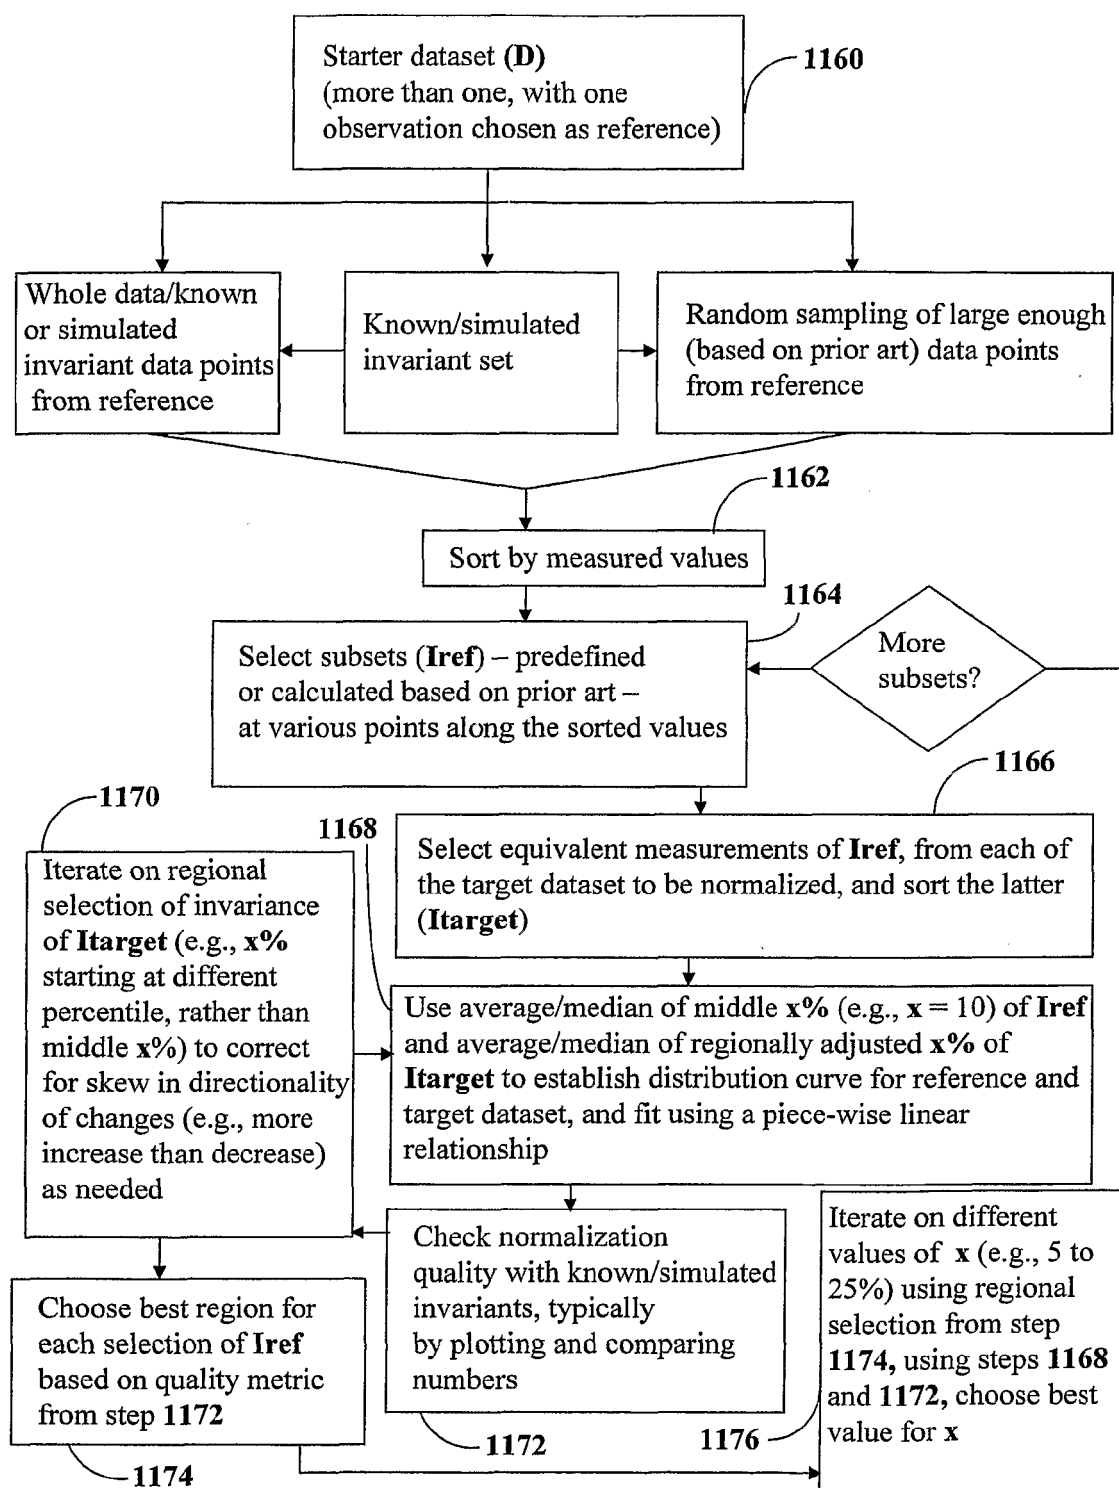 Starter dataset (D)
(more than one, with one
observation chosen as reference)
1160
Whole data/known
or simulated
invariant data points
from reference
Known/simulated
invariant set
Random sampling of large enough
(based on prior art) data points
from reference
1162
Sort by measured values
1164
Select subsets (Iref) – predefined
or calculated based on prior art –
at various points along the sorted values
More
subsets?
1166
1170
1168
Select equivalent measurements of Iref, from each of
the target dataset to be normalized, and sort the latter
(Itarget)
Iterate on regional
selection of invariance
of Itarget (e.g., x%
starting at different
percentile, rather than
middle x%) to correct
for skew in directionality
of changes (e.g., more
increase than decrease)
as needed
Use average/median of middle x% (e.g., x = 10) of Iref
and average/median of regionally adjusted x% of
Itarget to establish distribution curve for reference and
target dataset, and fit using a piece-wise linear
relationship
Check normalization
quality with known/simulated
invariants, typically
by plotting and comparing
numbers
Iterate on different
values of x (e.g., 5 to
25%) using regional
selection from step
1174, using steps 1168
and 1172, choose best
value for x
Choose best region for
each selection of Iref
based on quality metric
from step 1172
1172
1176
1174